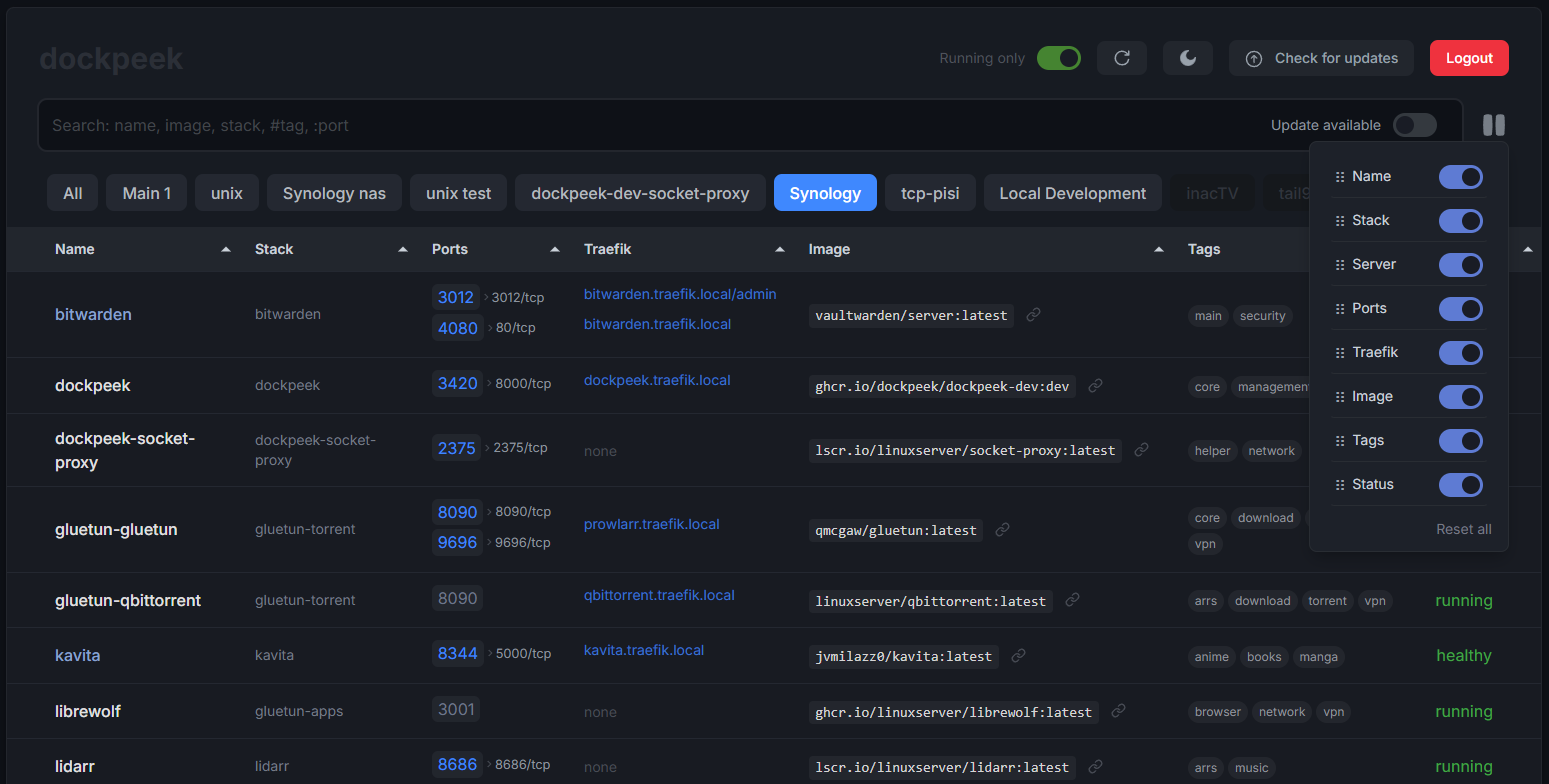 dockpeek
Running only
Check for updates
Logout
Search: name, image, stack, #tag, :port
Update available
All Main 1 unix Synology nas unix test dockpeek-dev-socket-proxy Synology tcp-pisi Local Development inacTV tail9
Name
Stack
Server
Ports
Traefik
Image
Tags
Status
Reset all
Name Stack Ports Traefik Image Tags
bitwarden bitwarden 3012 › 3012/tcp bitwarden.traefik.local/admin vaultwarden/server:latest main security
4080 › 80/tcp bitwarden.traefik.local
dockpeek dockpeek 3420 › 8000/tcp dockpeek.traefik.local ghcr.io/dockpeek/dockpeek-dev:dev core management
dockpeek-socket- dockpeek-socket- 2375 › 2375/tcp none lscr.io/linuxserver/socket-proxy:latest helper network
proxy proxy
gluetun-gluetun gluetun-torrent 8090 › 8090/tcp prowlarr.traefik.local qmcgaw/gluetun:latest core download
9696 › 9696/tcp vpn
gluetun-qbittorrent gluetun-torrent 8090 qbittorrent.traefik.local linuxserver/qbittorrent:latest arrs download torrent vpn running
kavita kavita 8344 › 5000/tcp kavita.traefik.local jvmilazz0/kavita:latest anime books manga healthy
librewolf gluetun-apps 3001 none ghcr.io/linuxserver/librewolf:latest browser network vpn running
lidarr lidarr 8686 › 8686/tcp none lscr.io/linuxserver/lidarr:latest arrs music running